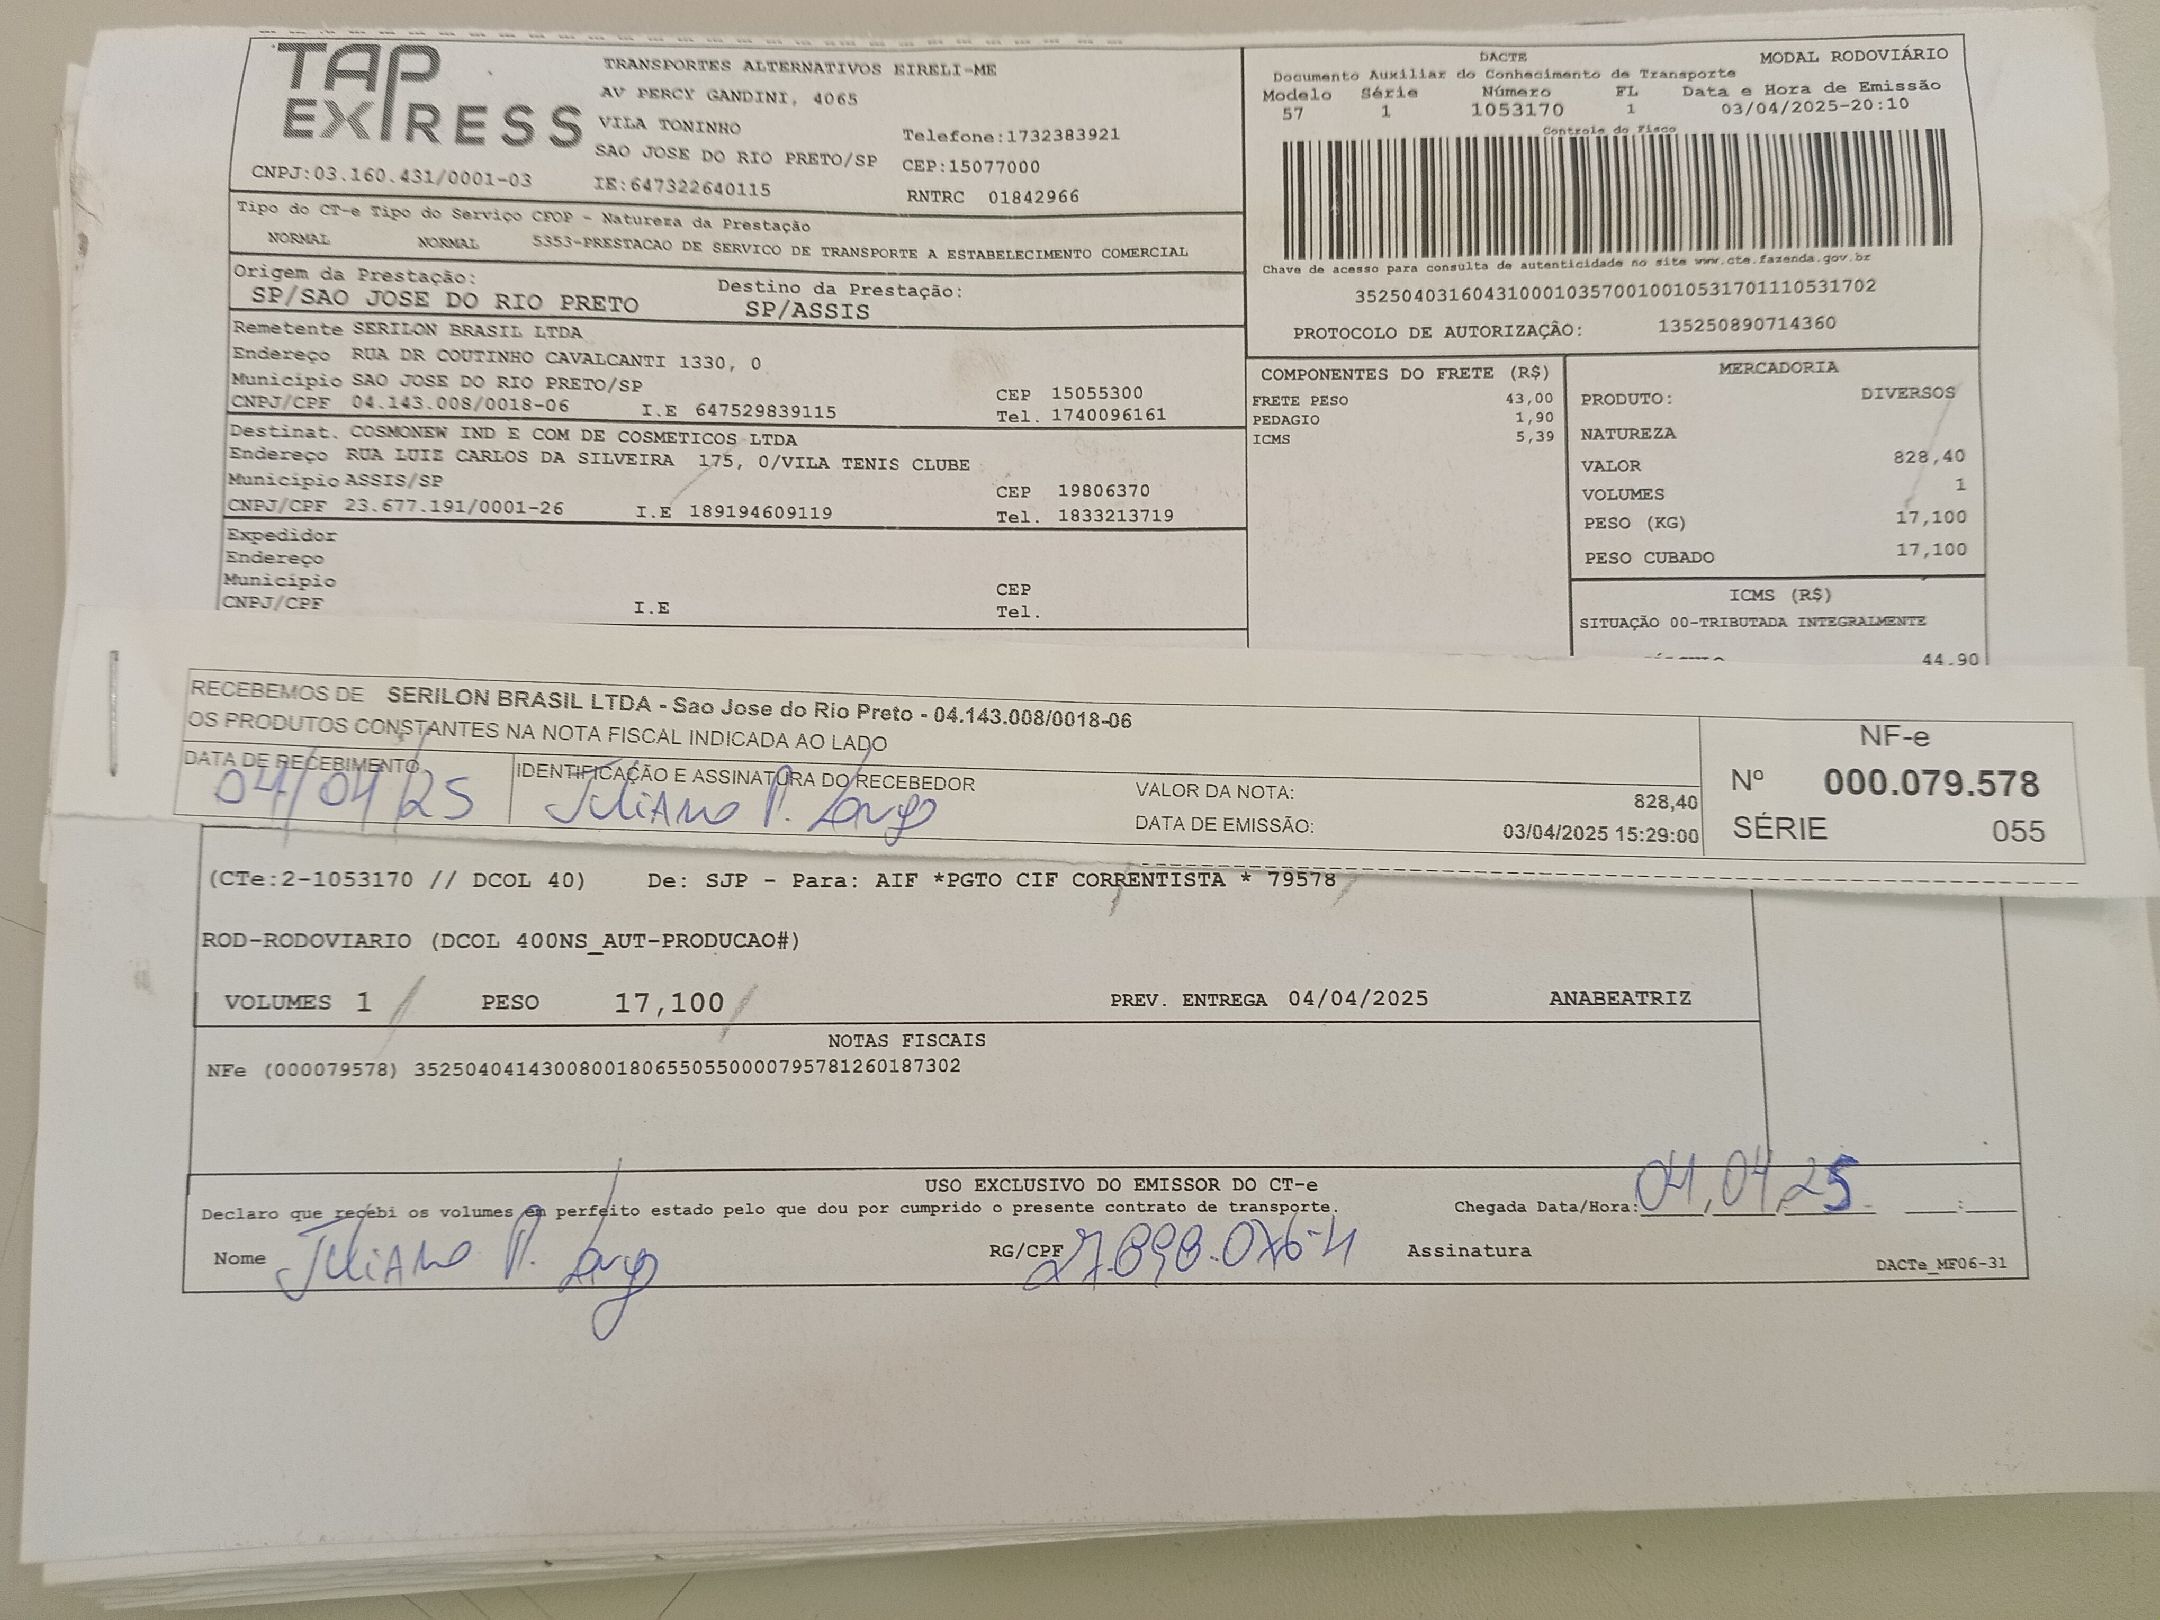 TAP
EXPRESS
TRANSPORTES ALTERNATIVOS EIRELI-ME
AV PERCY GANDINI, 4065
VILA TONINHO
Telefone:1732383921
SAO JOSE DO RIO PRETO/SP
CEP:15077000
CNPJ:03.160.431/0001-03
IE:647322640115
RNTRC 01842966
DACTE
MODAL RODOVIÁRIO
Documento Auxiliar do Conhecimento de Transporte
Modelo Série Número FL Data e Hora de Emissão
57 1 1053170 1 03/04/2025-20:10
Controle do Fisco
Chave de acesso para consulta de autenticidade no site www.cte.fazenda.gov.br
35250403160431000103570010010531701110531702
PROTOCOLO DE AUTORIZAÇÃO: 135250890714360
Tipo do CT-e Tipo do Serviço CFOP - Natureza da Prestação
NORMAL NORMAL 5353-PRESTACAO DE SERVICO DE TRANSPORTE A ESTABELECIMENTO COMERCIAL
Origem da Prestação: Destino da Prestação:
SP/SAO JOSE DO RIO PRETO SP/ASSIS
Remetente SERILON BRASIL LTDA
Endereço RUA DR COUTINHO CAVALCANTI 1330, 0
Município SAO JOSE DO RIO PRETO/SP CEP 15055300
CNPJ/CPF 04.143.008/0018-06 I.E 647529839115 Tel. 1740096161
Destinat. COSMONEW IND E COM DE COSMETICOS LTDA
Endereço RUA LUIZ CARLOS DA SILVEIRA 175, 0/VILA TENIS CLUBE
Município ASSIS/SP CEP 19806370
CNPJ/CPF 23.677.191/0001-26 I.E 189194609119 Tel. 1833213719
Expedidor
Endereço
Município CEP
CNPJ/CPF I.E Tel.
COMPONENTES DO FRETE (R$)
FRETE PESO 43,00
PEDAGIO 1,90
ICMS 5,39
MERCADORIA
PRODUTO: DIVERSOS
NATUREZA
VALOR 828,40
VOLUMES 1
PESO (KG) 17,100
PESO CUBADO 17,100
ICMS (R$)
SITUAÇÃO 00-TRIBUTADA INTEGRALMENTE
44,90
RECEBEMOS DE SERILON BRASIL LTDA - Sao Jose do Rio Preto - 04.143.008/0018-06
OS PRODUTOS CONSTANTES NA NOTA FISCAL INDICADA AO LADO
DATA DE RECEBIMENTO
04/04/25
IDENTIFICAÇÃO E ASSINATURA DO RECEBEDOR
Juliano P.
VALOR DA NOTA: 828,40
DATA DE EMISSÃO: 03/04/2025 15:29:00
NF-e
Nº 000.079.578
SÉRIE 055
(CTe:2-1053170 // DCOL 40) De: SJP - Para: AIF *PGTO CIF CORRENTISTA * 79578
ROD-RODOVIARIO (DCOL 400NS_AUT-PRODUCAO#)
VOLUMES 1 PESO 17,100 PREV. ENTREGA 04/04/2025 ANABEATRIZ
NOTAS FISCAIS
NFe (000079578) 35250404143008001806550550000795781260187302
USO EXCLUSIVO DO EMISSOR DO CT-e
Declaro que recebi os volumes em perfeito estado pelo que dou por cumprido o presente contrato de transporte. Chegada Data/Hora: 04,04,25 :
Nome Juliano P. RG/CPF 27.898.076-4 Assinatura
DACTe_MF06-31